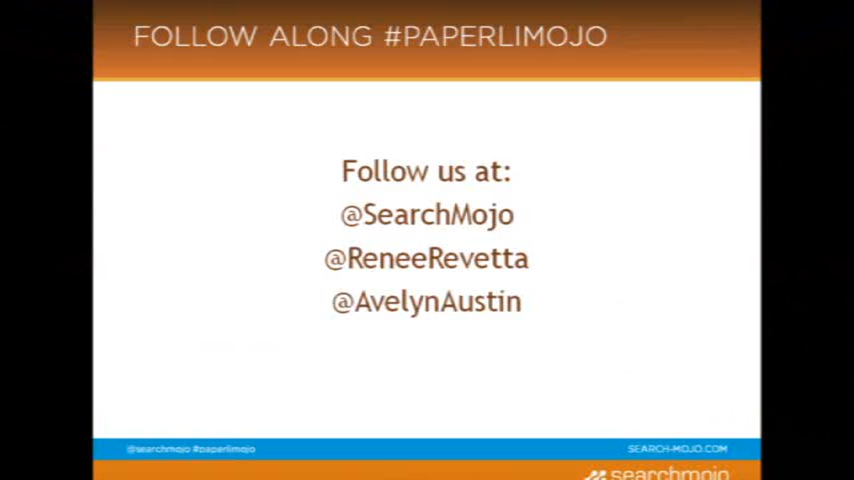 FOLLOW ALONG #PAPERLIMOJO
Follow us at:
@SearchMojo
@ReneeRevetta
@AvelynAustin
@searchmojo #paperlimojo
SEARCH-MOJO.COM
searchmojo